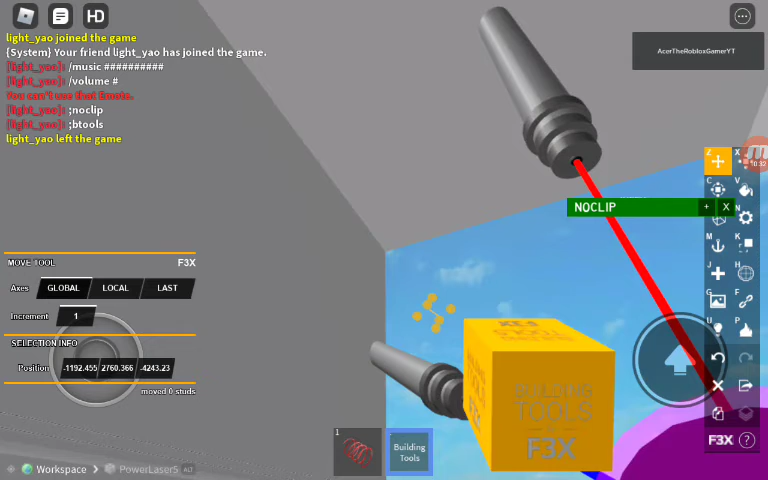 HD
light_yao joined the game
{System} Your friend light_yao has joined the game.
[light_yao]: /music ##########
[light_yao]: /volume #
You can't use that Emote.
[light_yao]: ;noclip
[light_yao]: ;btools
light_yao left the game
AcerTheRobloxGamerYT
NOCLIP + X
Z X
0:32
C V
N
M K
J H
G F
U P
MOVE TOOL F3X
Axes GLOBAL LOCAL LAST
Increment 1
SELECTION INFO
Position -1192.455 2760.366 -4243.23
moved 0 studs
BUILDING
TOOLS
F3X
1
Building
Tools
F3X ?
Workspace > PowerLaser5 ALT